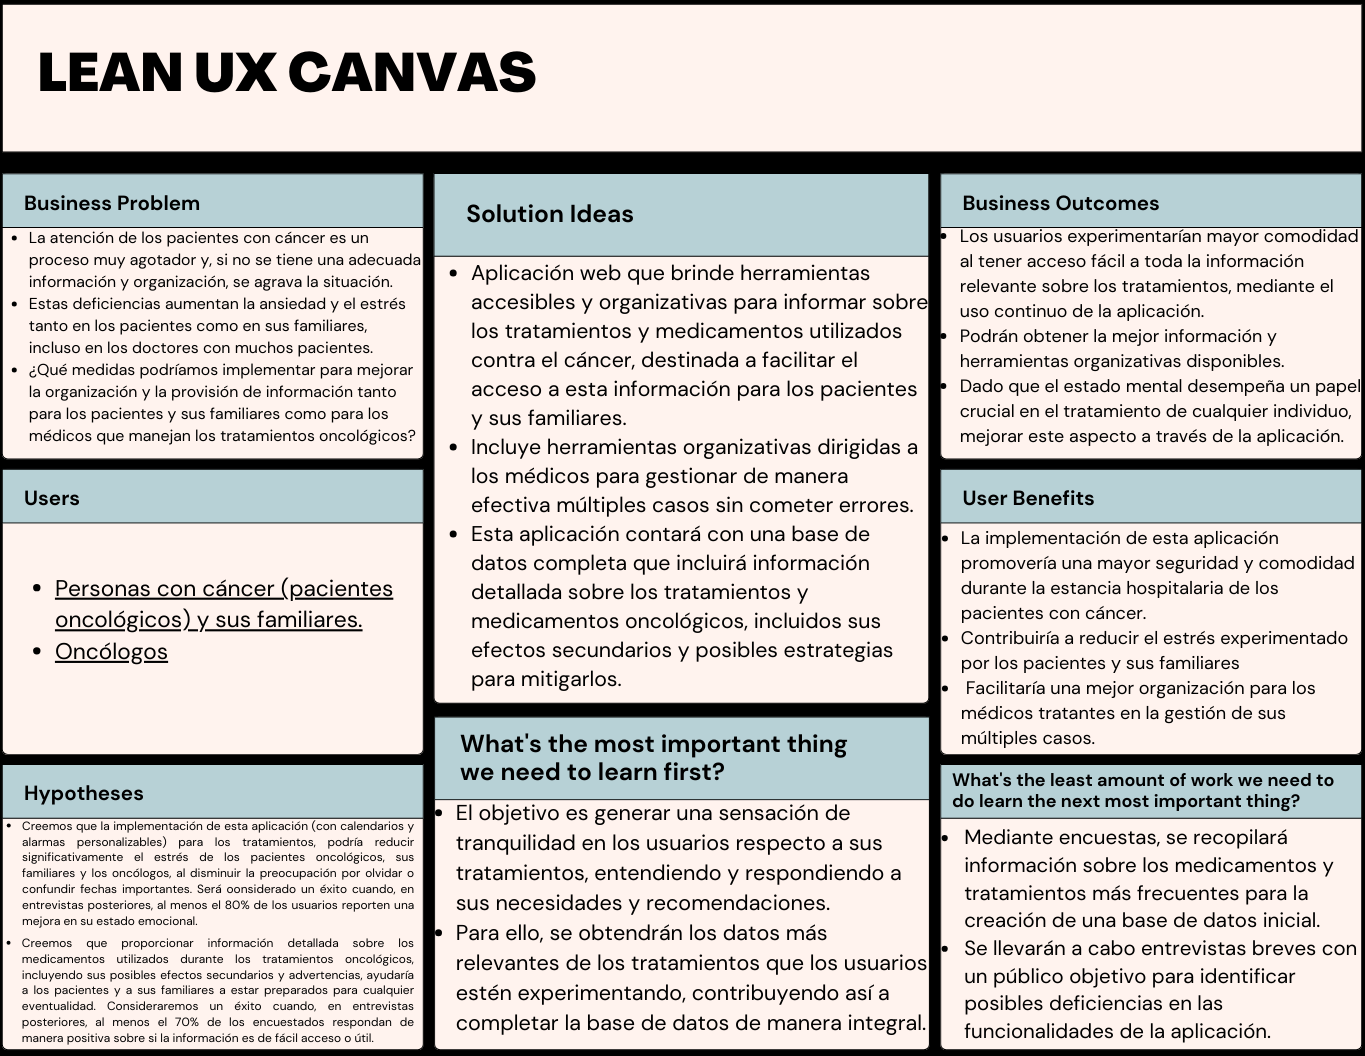 LEAN UX CANVAS
Business Problem
• La atención de los pacientes con cáncer es un
proceso muy agotador y, si no se tiene una adecuada
información y organización, se agrava la situación.
• Estas deficiencias aumentan la ansiedad y el estrés
tanto en los pacientes como en sus familiares,
incluso en los doctores con muchos pacientes.
• ¿Qué medidas podríamos implementar para mejorar
la organización y la provisión de información tanto
para los pacientes y sus familiares como para los
médicos que manejan los tratamientos oncológicos?
Users
• Personas con cáncer (pacientes
oncológicos) y sus familiares.
• Oncólogos
Hypotheses
• Creemos que la implementación de esta aplicación (con calendarios y
alarmas personalizables) para los tratamientos, podría reducir
significativamente el estrés de los pacientes oncológicos, sus
familiares y los oncólogos, al disminuir la preocupación por olvidar o
confundir fechas importantes. Será oonsiderado un éxito cuando, en
entrevistas posteriores, al menos el 80% de los usuarios reporten una
mejora en su estado emocional.
• Creemos que proporcionar información detallada sobre los
medicamentos utilizados durante los tratamientos oncológicos,
incluyendo sus posibles efectos secundarios y advertencias, ayudaría
a los pacientes y a sus familiares a estar preparados para cualquier
eventualidad. Consideraremos un éxito cuando, en entrevistas
posteriores, al menos el 70% de los encuestados respondan de
manera positiva sobre si la información es de fácil acceso o útil.
Solution Ideas
• Aplicación web que brinde herramientas
accesibles y organizativas para informar sobre
los tratamientos y medicamentos utilizados
contra el cáncer, destinada a facilitar el
acceso a esta información para los pacientes
y sus familiares.
• Incluye herramientas organizativas dirigidas a
los médicos para gestionar de manera
efectiva múltiples casos sin cometer errores.
• Esta aplicación contará con una base de
datos completa que incluirá información
detallada sobre los tratamientos y
medicamentos oncológicos, incluidos sus
efectos secundarios y posibles estrategias
para mitigarlos.
What's the most important thing
we need to learn first?
• El objetivo es generar una sensación de
tranquilidad en los usuarios respecto a sus
tratamientos, entendiendo y respondiendo a
sus necesidades y recomendaciones.
• Para ello, se obtendrán los datos más
relevantes de los tratamientos que los usuarios
estén experimentando, contribuyendo así a
completar la base de datos de manera integral.
Business Outcomes
• Los usuarios experimentarían mayor comodidad
al tener acceso fácil a toda la información
relevante sobre los tratamientos, mediante el
uso continuo de la aplicación.
• Podrán obtener la mejor información y
herramientas organizativas disponibles.
• Dado que el estado mental desempeña un papel
crucial en el tratamiento de cualquier individuo,
mejorar este aspecto a través de la aplicación.
User Benefits
• La implementación de esta aplicación
promovería una mayor seguridad y comodidad
durante la estancia hospitalaria de los
pacientes con cáncer.
• Contribuiría a reducir el estrés experimentado
por los pacientes y sus familiares
• Facilitaría una mejor organización para los
médicos tratantes en la gestión de sus
múltiples casos.
What's the least amount of work we need to
do learn the next most important thing?
• Mediante encuestas, se recopilará
información sobre los medicamentos y
tratamientos más frecuentes para la
creación de una base de datos inicial.
• Se llevarán a cabo entrevistas breves con
un público objetivo para identificar
posibles deficiencias en las
funcionalidades de la aplicación.